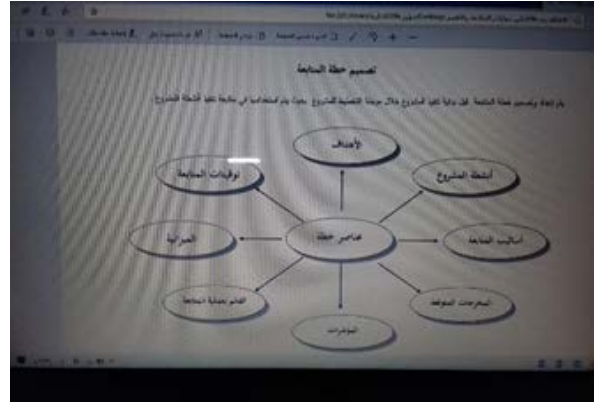 تصميم خطة المتابعة
يتم إعداد وتصميم خطة المتابعة قبل بداية تنفيذ المشروع خلال مرحلة التخطيط للمشروع بحيث يتم استخدامها في متابعة تنفيذ أنشطة المشروع
الأهداف
أنشطة المشروع
توقيتات المتابعة
عناصر خطة
أساليب المتابعة
الميزانية
المخرجات المتوقعة
القائم بعملية المتابعة
المؤشرات